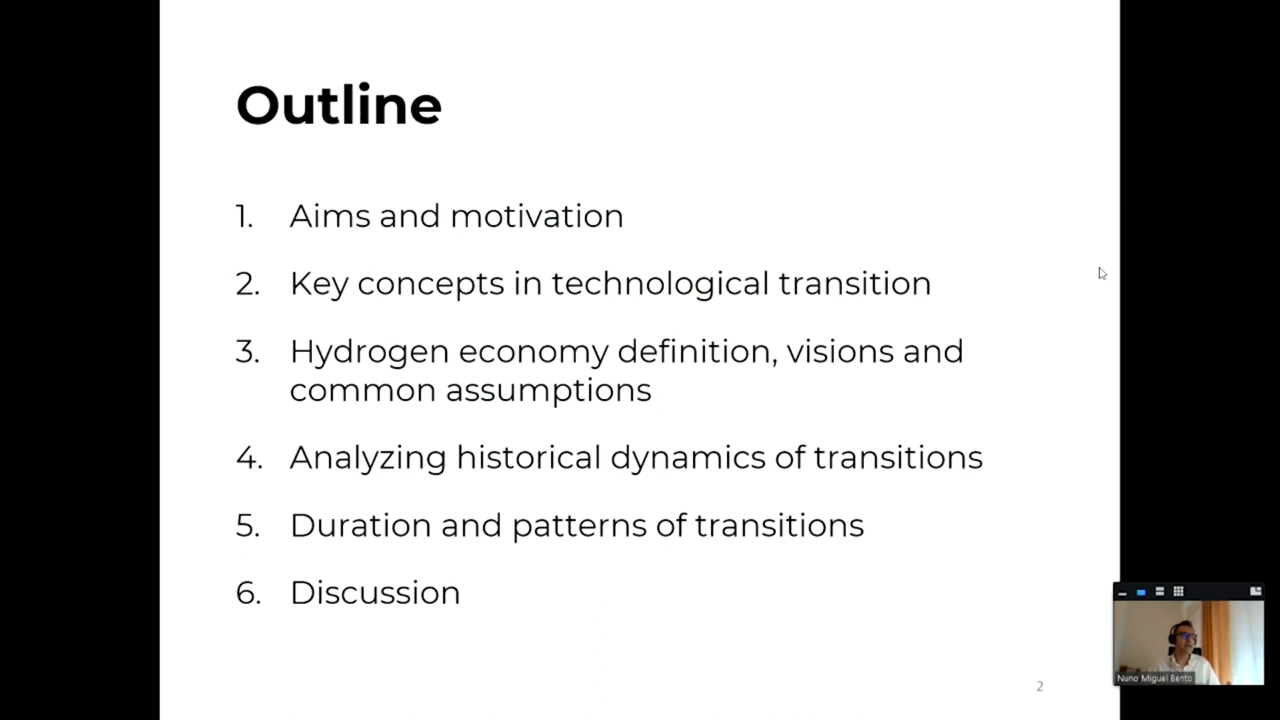 Outline
1. Aims and motivation
2. Key concepts in technological transition
3. Hydrogen economy definition, visions and
common assumptions
4. Analyzing historical dynamics of transitions
5. Duration and patterns of transitions
6. Discussion
2
Nuno Miguel Bento